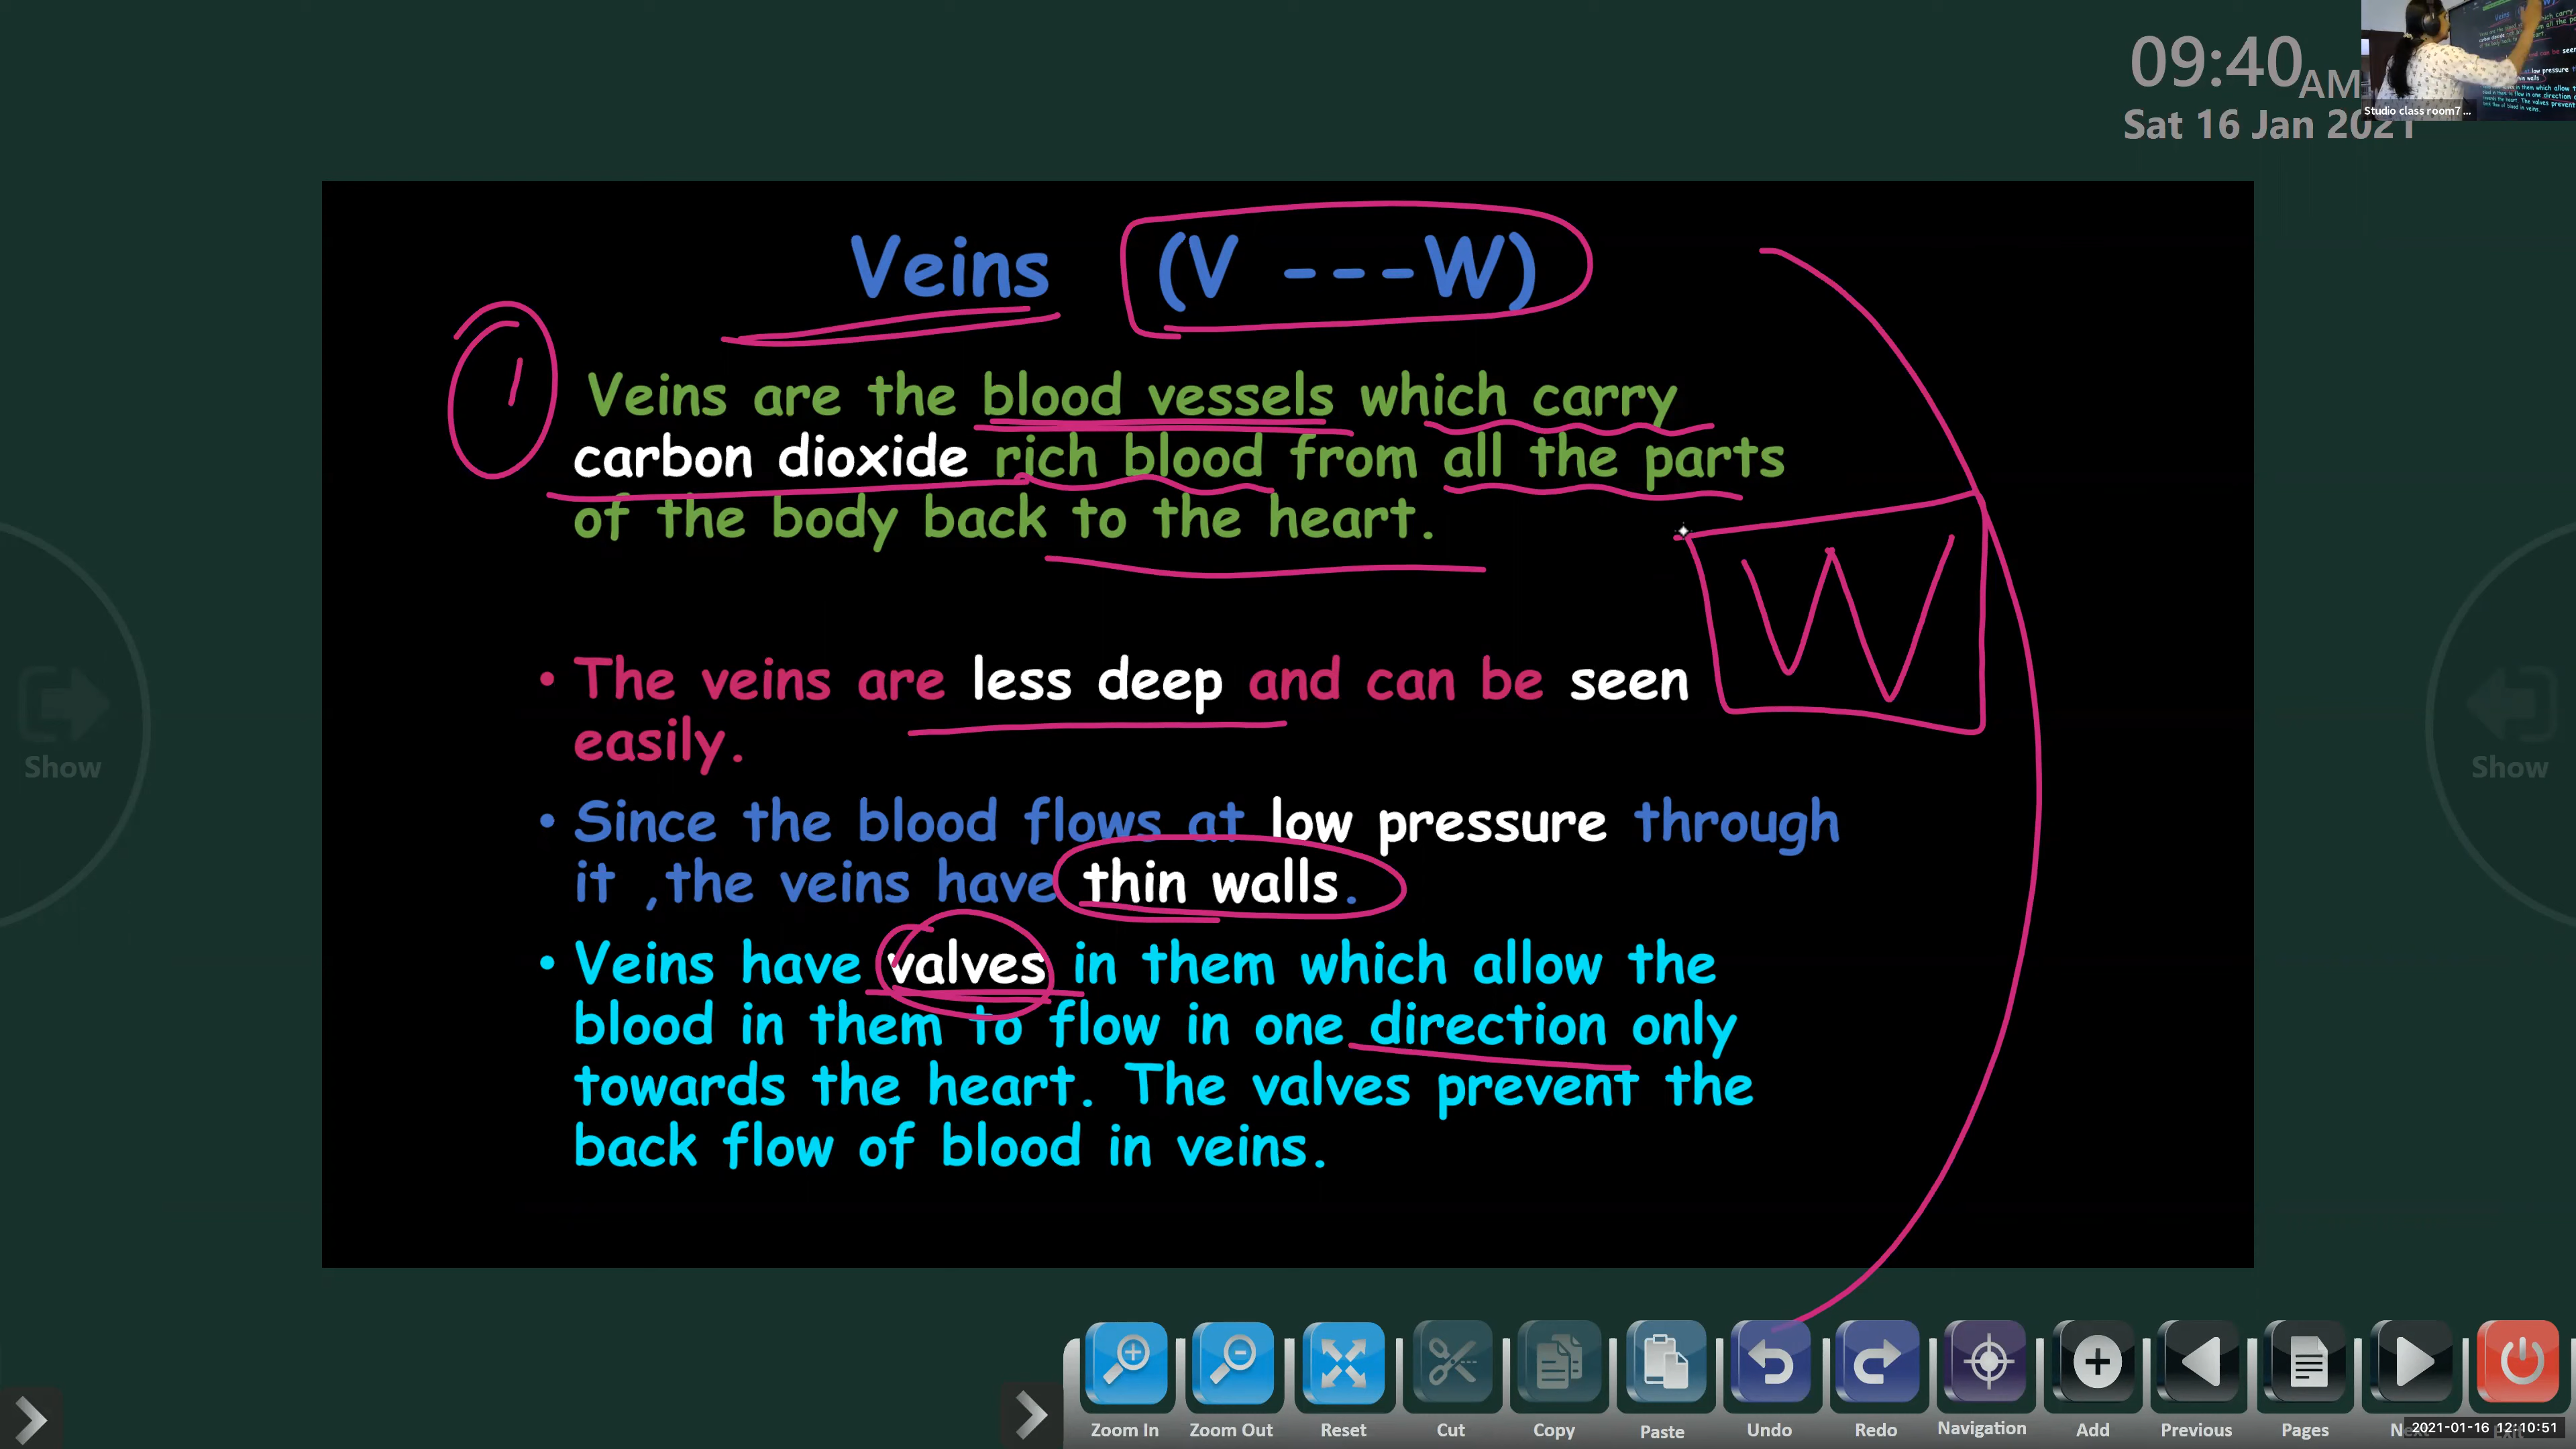 09:40 AM
Sat 16 Jan 2021
Studio class room7 ...
Veins (V ---W)
1
Veins are the blood vessels which carry
carbon dioxide rich blood from all the parts
of the body back to the heart.
W
• The veins are less deep and can be seen
easily.
• Since the blood flows at low pressure through
it ,the veins have thin walls.
• Veins have valves in them which allow the
blood in them to flow in one direction only
towards the heart. The valves prevent the
back flow of blood in veins.
Show
Show
Zoom In Zoom Out Reset Cut Copy Paste Undo Redo Navigation Add Previous Pages
2021-01-16 12:10:51